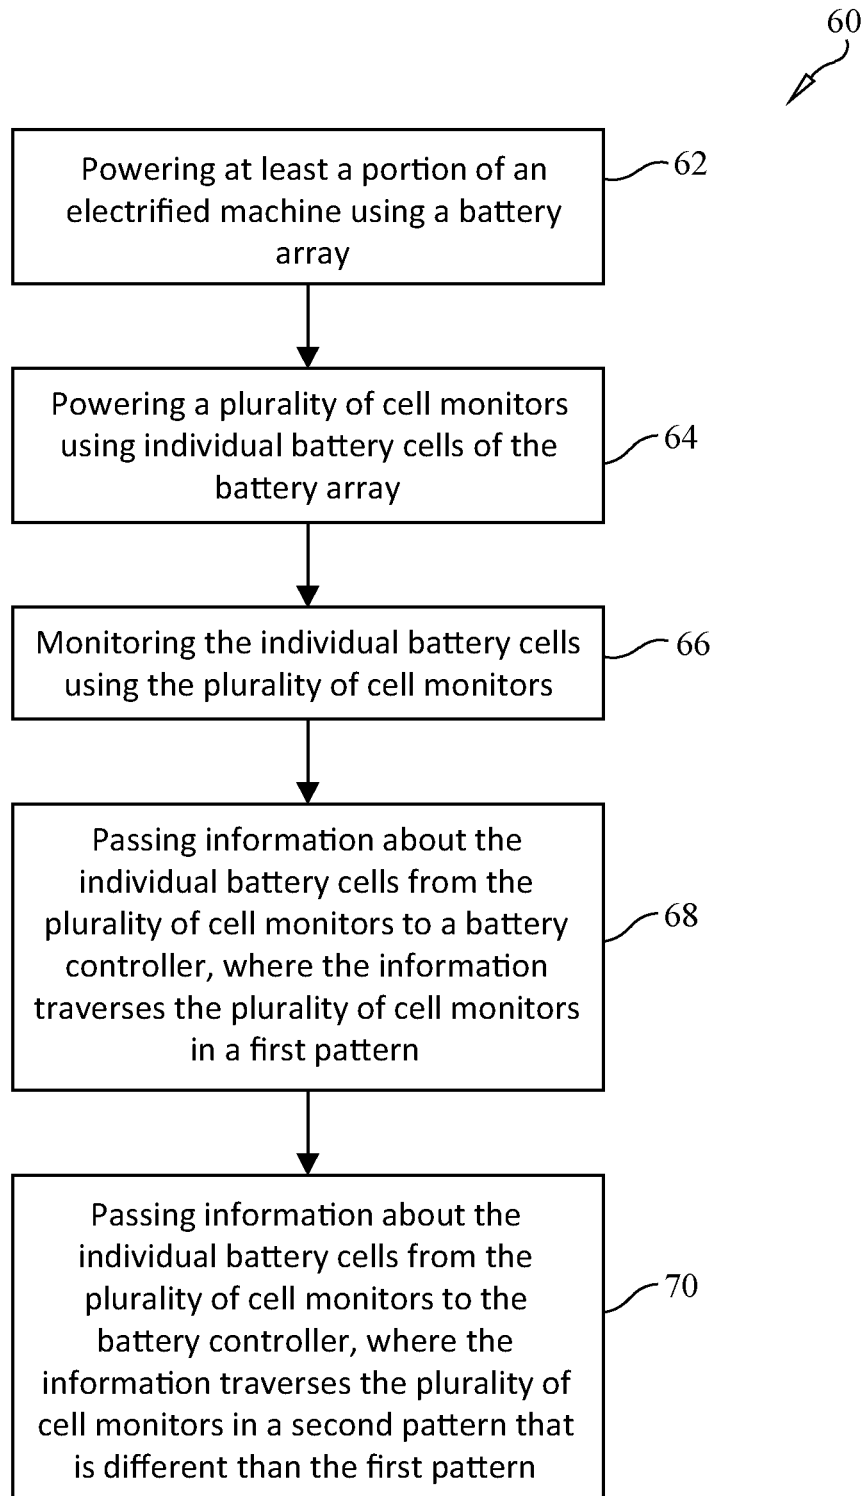 60
Powering at least a portion of an
electrified machine using a battery
array
62
Powering a plurality of cell monitors
using individual battery cells of the
battery array
64
Monitoring the individual battery cells
using the plurality of cell monitors
66
Passing information about the
individual battery cells from the
plurality of cell monitors to a battery
controller, where the information
traverses the plurality of cell monitors
in a first pattern
68
Passing information about the
individual battery cells from the
plurality of cell monitors to the
battery controller, where the
information traverses the plurality of
cell monitors in a second pattern that
is different than the first pattern
70